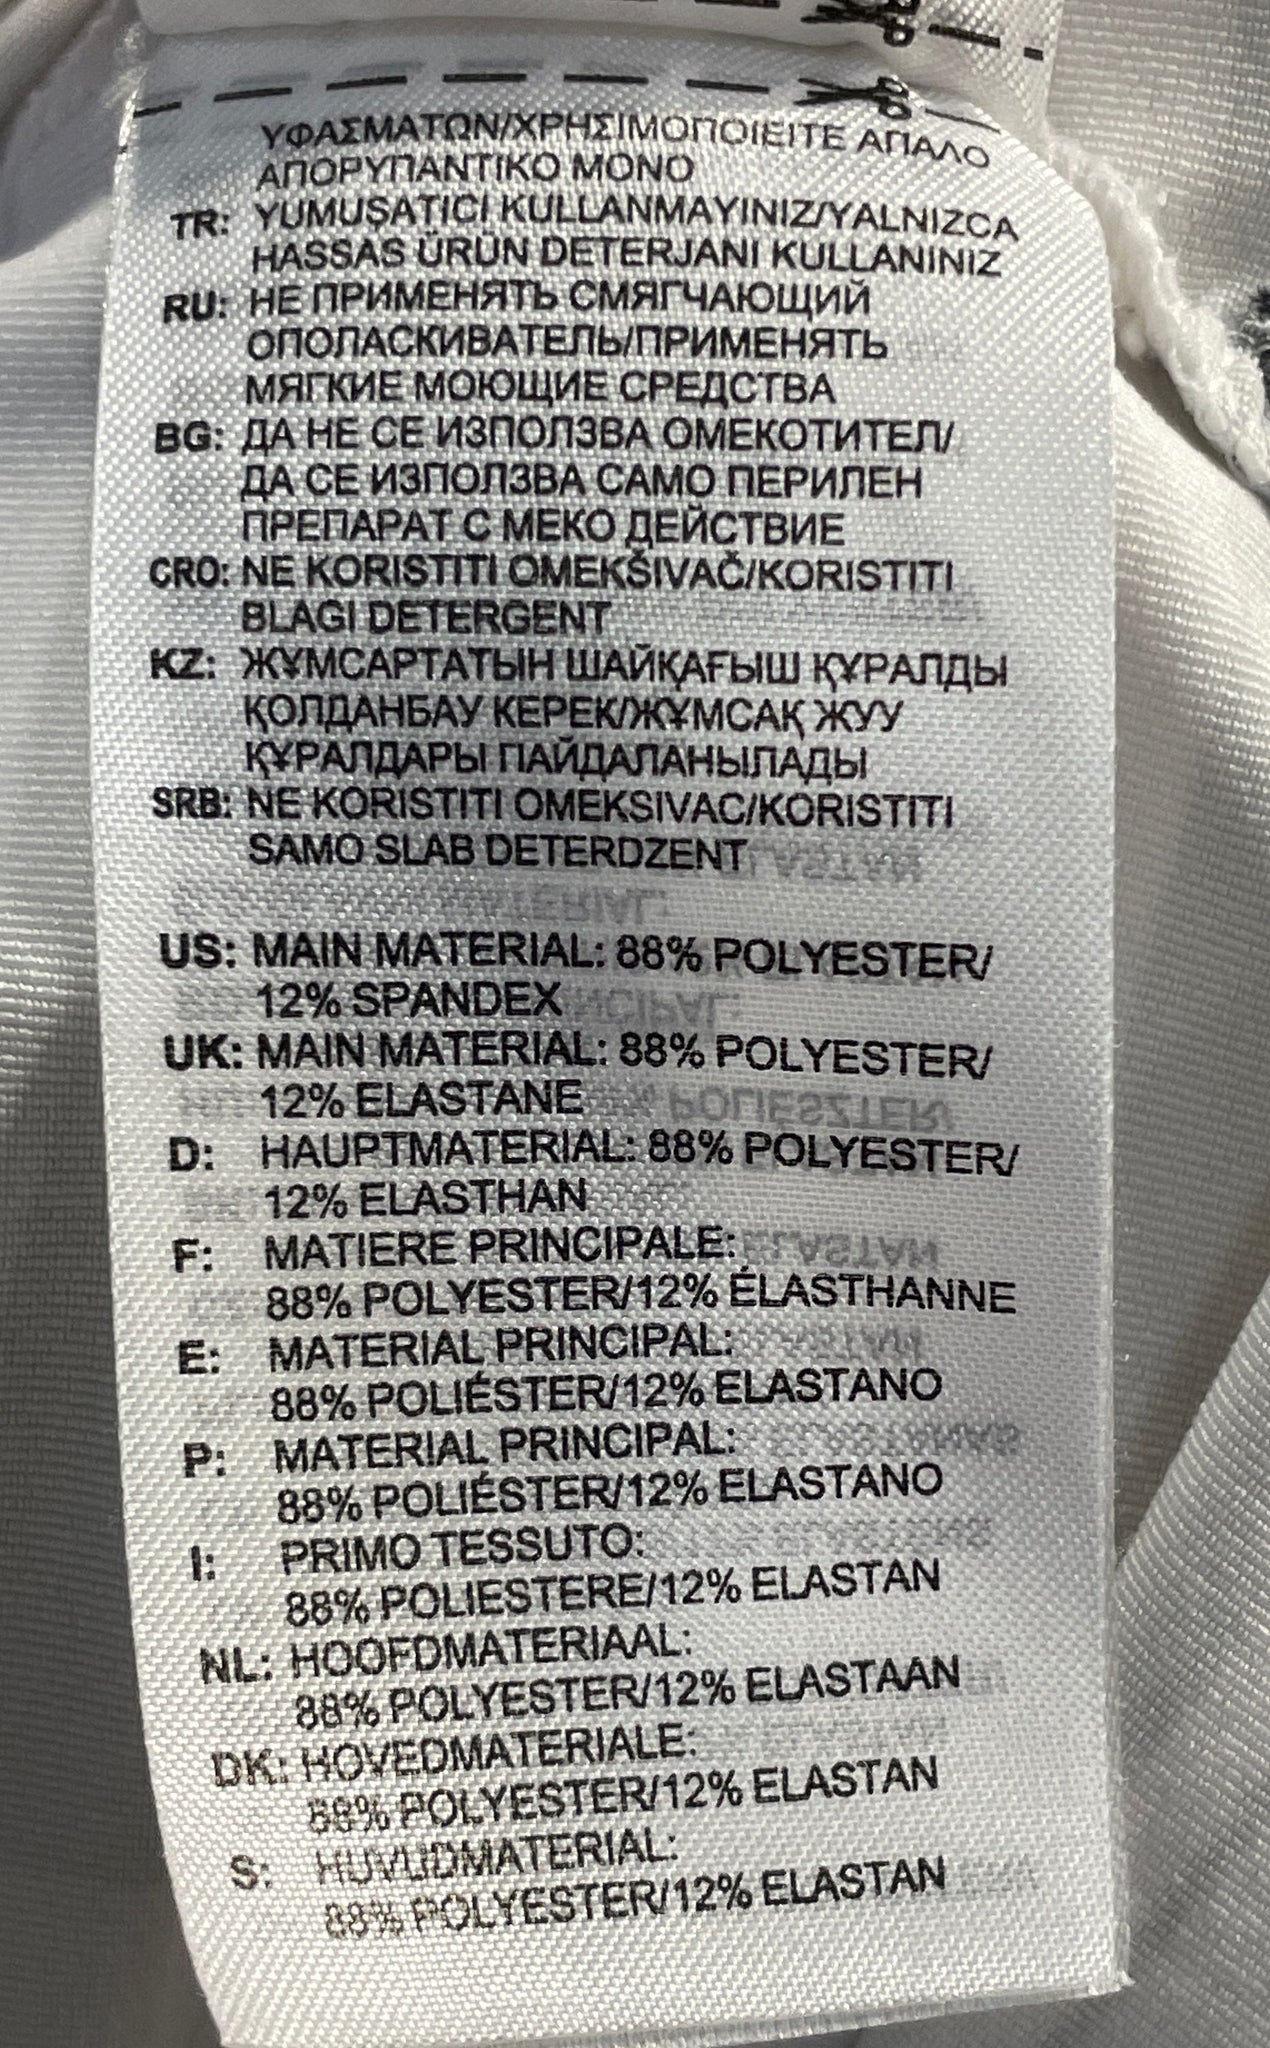 ΥΦΑΣΜΑΤΩΝ/ΧΡΗΣΙΜΟΠΟΙΕΙΤΕ ΑΠΑΛΟ
ΑΠΟΡΥΠΑΝΤΙΚΟ ΜΟΝΟ
TR: YUMUŞATICI KULLANMAYINIZ/YALNIZCA
HASSAS ÜRÜN DETERJANI KULLANINIZ
RU: НЕ ПРИМЕНЯТЬ СМЯГЧАЮЩИЙ
ОПОЛАСКИВАТЕЛЬ/ПРИМЕНЯТЬ
МЯГКИЕ МОЮЩИЕ СРЕДСТВА
BG: ДА НЕ СЕ ИЗПОЛЗВА ОМЕКОТИТЕЛ/
ДА СЕ ИЗПОЛЗВА САМО ПЕРИЛЕН
ПРЕПАРАТ С МЕКО ДЕЙСТВИЕ
CRO: NE KORISTITI OMEKŠIVAČ/KORISTITI
BLAGI DETERGENT
KZ: ЖҰМСАРТАТЫН ШАЙҚАҒЫШ ҚҰРАЛДЫ
ҚОЛДАНБАУ КЕРЕК/ЖҰМСАҚ ЖУУ
ҚҰРАЛДАРЫ ПАЙДАЛАНЫЛАДЫ
SRB: NE KORISTITI OMEKSIVAC/KORISTITI
SAMO SLAB DETERDZENT
US: MAIN MATERIAL: 88% POLYESTER/
12% SPANDEX
UK: MAIN MATERIAL: 88% POLYESTER/
12% ELASTANE
D: HAUPTMATERIAL: 88% POLYESTER/
12% ELASTHAN
F: MATIERE PRINCIPALE:
88% POLYESTER/12% ÉLASTHANNE
E: MATERIAL PRINCIPAL:
88% POLIÉSTER/12% ELASTANO
P: MATERIAL PRINCIPAL:
88% POLIÉSTER/12% ELASTANO
I: PRIMO TESSUTO:
88% POLIESTERE/12% ELASTAN
NL: HOOFDMATERIAAL:
88% POLYESTER/12% ELASTAAN
DK: HOVEDMATERIALE:
88% POLYESTER/12% ELASTAN
S: HUVUDMATERIAL:
88% POLYESTER/12% ELASTAN